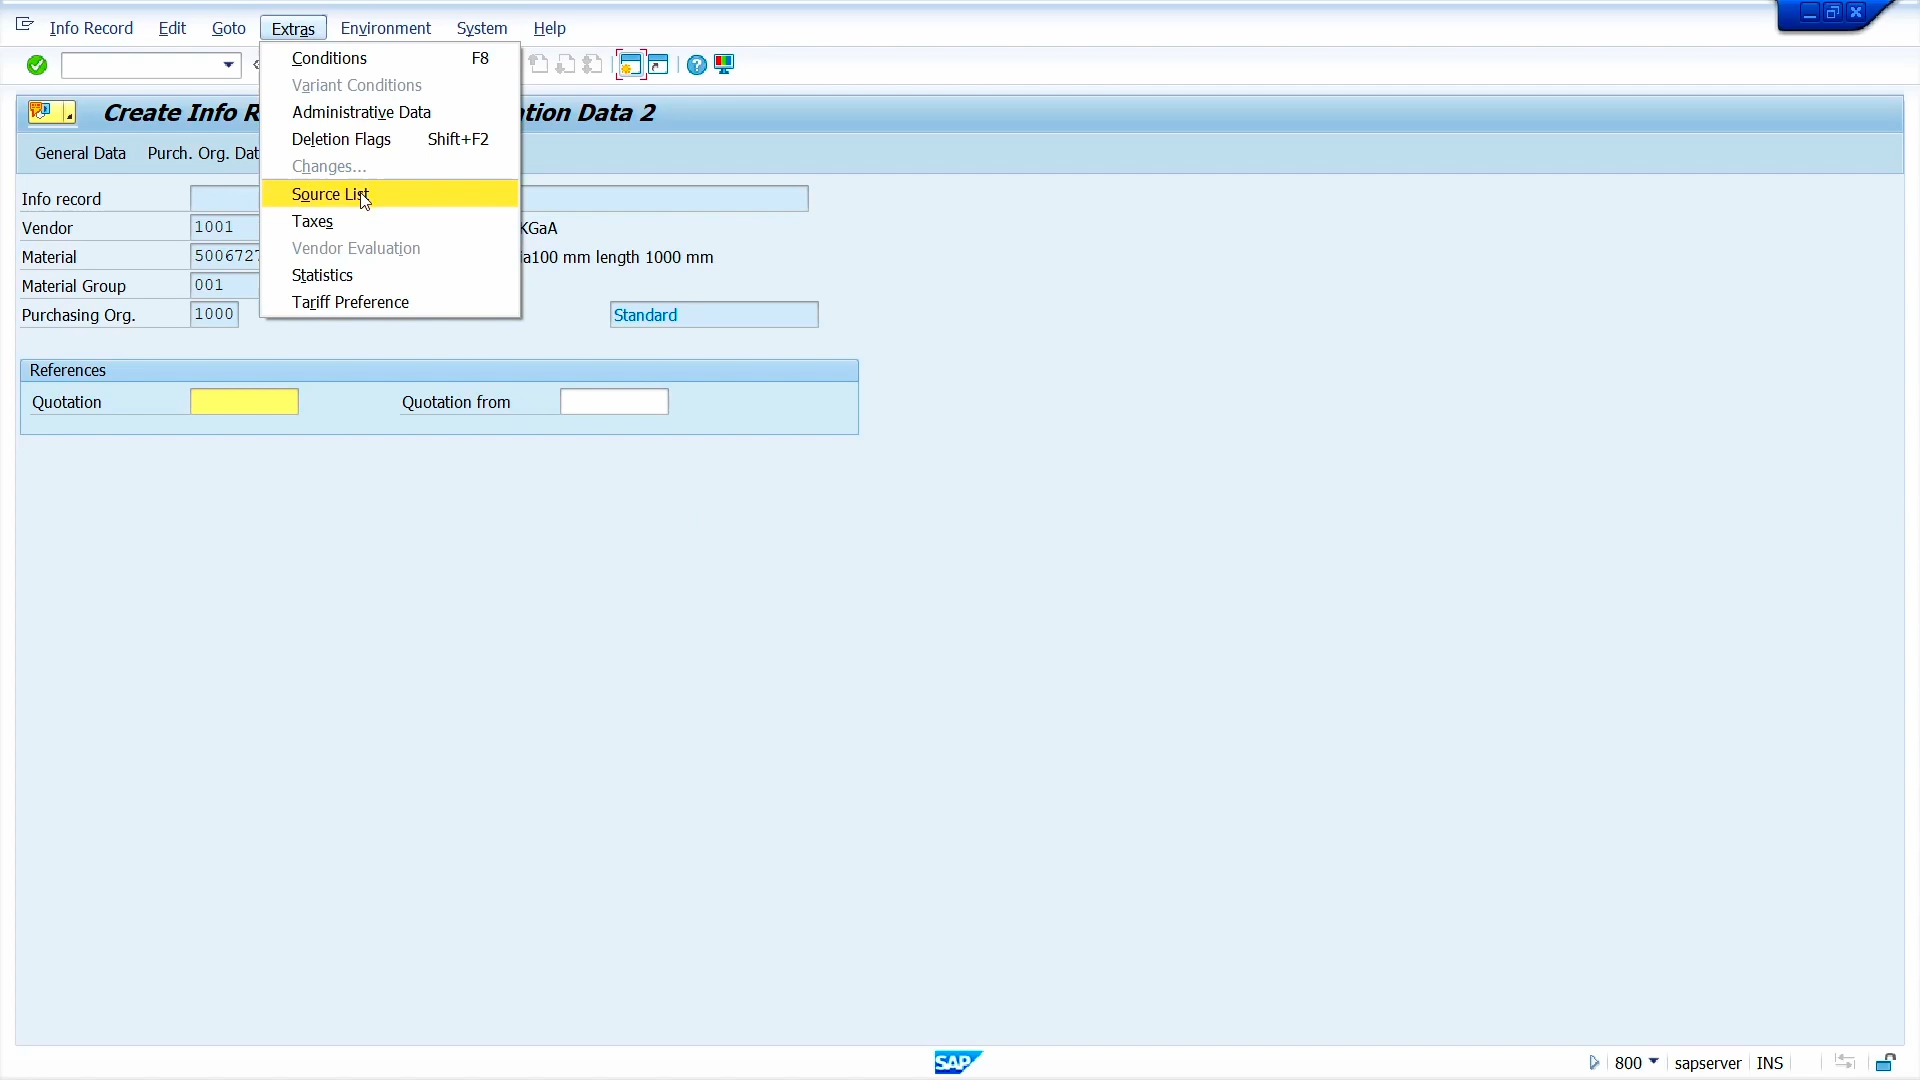 Info Record Edit Goto Extras Environment System Help
Conditions F8
Variant Conditions
Administrative Data
Deletion Flags Shift+F2
Changes...
Source List
Taxes
Vendor Evaluation
Statistics
Tariff Preference
Create Info R tion Data 2
General Data Purch. Org. Dat
Info record
Vendor 1001 KGaA
Material 5006727 a100 mm length 1000 mm
Material Group 001
Purchasing Org. 1000 Standard
References
Quotation Quotation from
SAP 800 sapserver INS